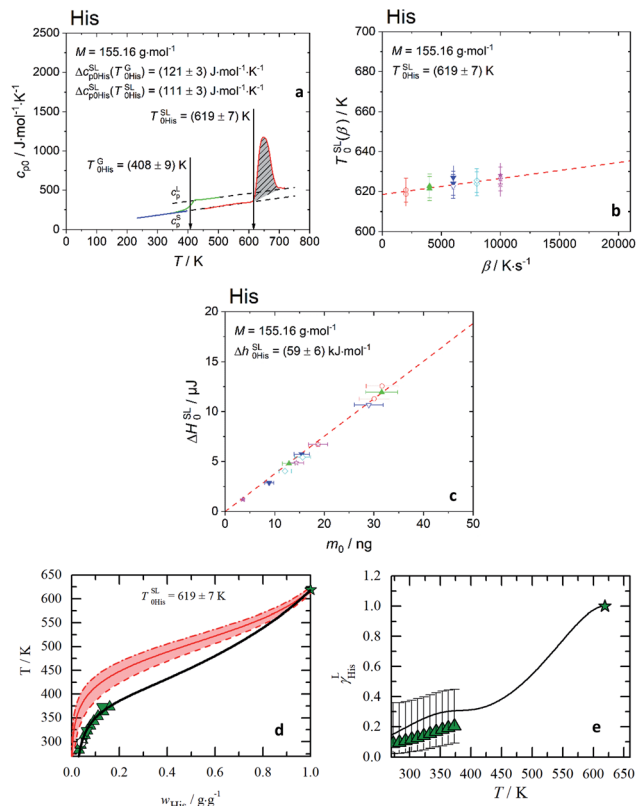 His
M = 155.16 g·mol⁻¹
Δc_p0His^SL(T_0His^G) = (121 ± 3) J·mol⁻¹·K⁻¹
Δc_p0His^SL(T_0His^SL) = (111 ± 3) J·mol⁻¹·K⁻¹
T_0His^SL = (619 ± 7) K
T_0His^G = (408 ± 9) K
c_p^L
c_p^S
a
2500
2000
1500
1000
500
0
c_p0 / J·mol⁻¹·K⁻¹
0 100 200 300 400 500 600 700 800
T / K
His
M = 155.16 g·mol⁻¹
T_0His^SL = (619 ± 7) K
b
700
680
660
640
620
600
T^SL(β) / K
0 5000 10000 15000 20000
β / K·s⁻¹
His
M = 155.16 g·mol⁻¹
Δh_0His^SL = (59 ± 6) kJ·mol⁻¹
c
20
15
10
5
0
ΔH_0^SL / µJ
0 10 20 30 40 50
m₀ / ng
T_0His^SL = 619 ± 7 K
d
650
600
550
500
450
400
350
300
T / K
0.0 0.2 0.4 0.6 0.8 1.0
w_His / g·g⁻¹
e
1.2
1.0
0.8
0.6
0.4
0.2
0.0
γ_His^L
300 350 400 450 500 550 600 650
T / K